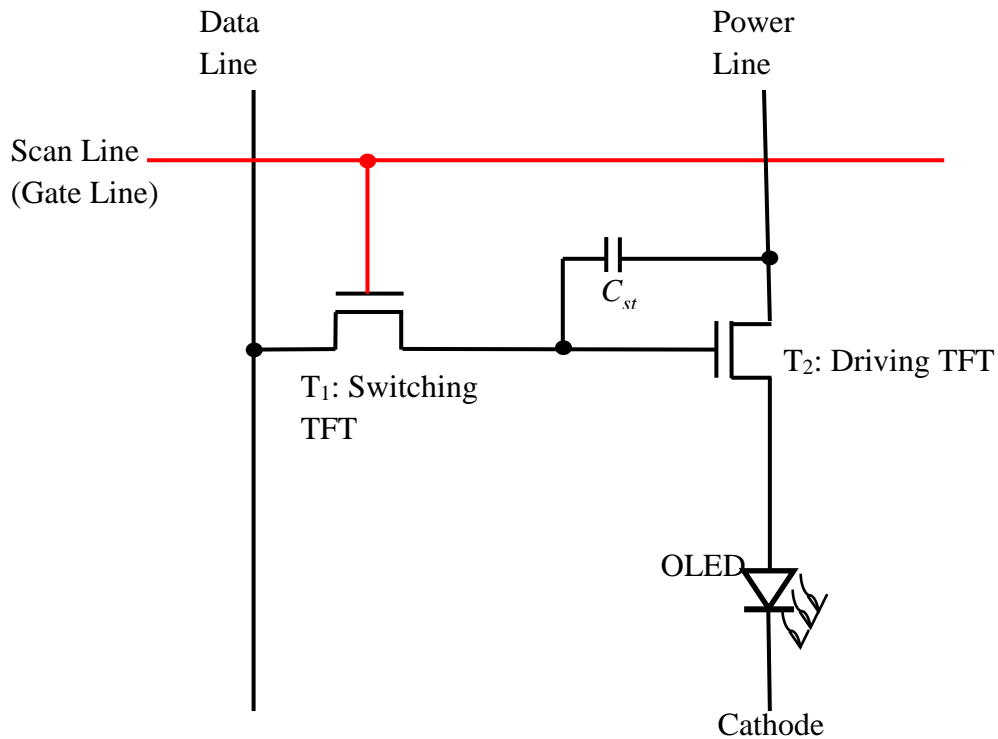 Data
Line
Power
Line
Scan Line
(Gate Line)
C_st
T₁: Switching
TFT
T₂: Driving TFT
OLED
Cathode